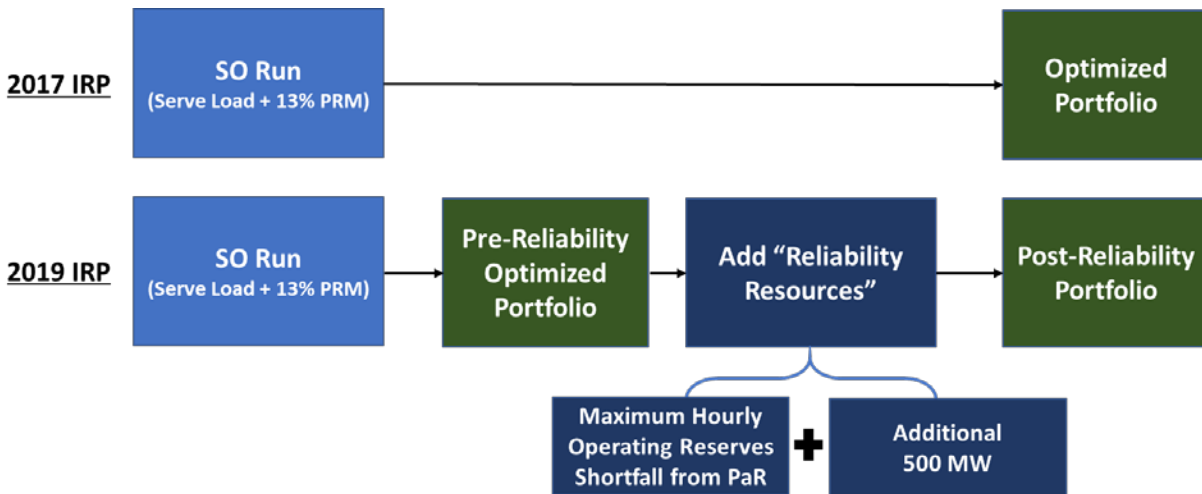 2017 IRP
SO Run
(Serve Load + 13% PRM)
Optimized
Portfolio
2019 IRP
SO Run
(Serve Load + 13% PRM)
Pre-Reliability
Optimized
Portfolio
Add “Reliability
Resources”
Post-Reliability
Portfolio
Maximum Hourly
Operating Reserves
Shortfall from PaR
+
Additional
500 MW